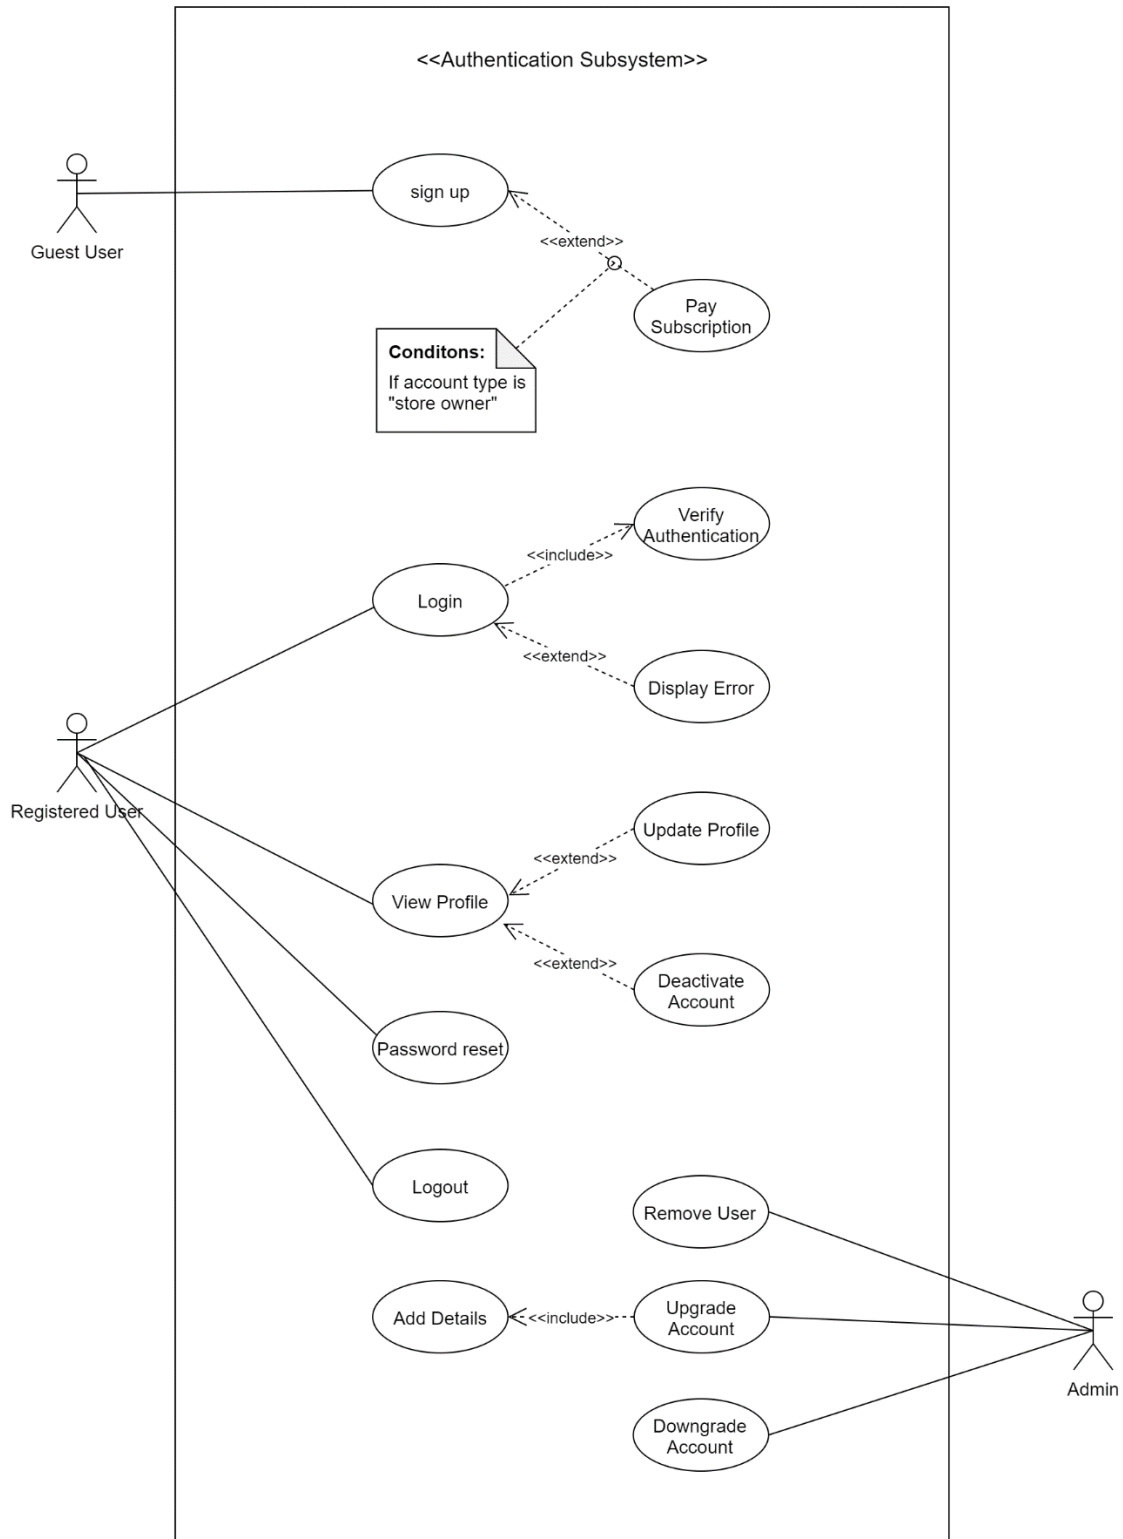 <<Authentication Subsystem>>
sign up
Guest User
<<extend>>
Pay
Subscription
Conditons:
If account type is
"store owner"
Verify
Authentication
<<include>>
Login
<<extend>>
Display Error
Registered User
Update Profile
<<extend>>
View Profile
<<extend>>
Deactivate
Account
Password reset
Logout
Remove User
Add Details
<<include>>
Upgrade
Account
Admin
Downgrade
Account